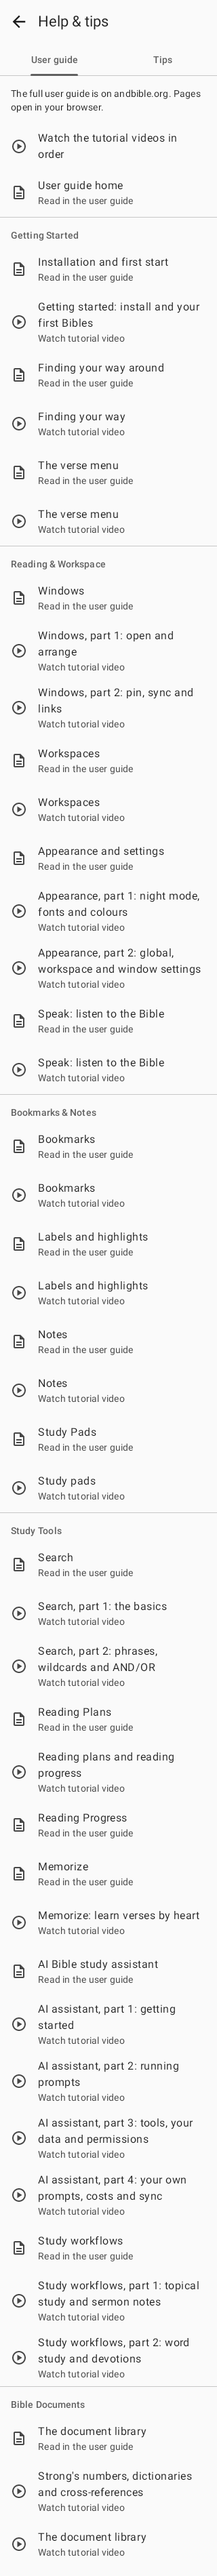 Help & tips
User guide
Tips
The full user guide is on andbible.org. Pages
open in your browser.
Watch the tutorial videos in
order
User guide home
Read in the user guide
Getting Started
Installation and first start
Read in the user guide
Getting started: install and your
first Bibles
Watch tutorial video
Finding your way around
Read in the user guide
Finding your way
Watch tutorial video
The verse menu
Read in the user guide
The verse menu
Watch tutorial video
Reading & Workspace
Windows
Read in the user guide
Windows, part 1: open and
arrange
Watch tutorial video
Windows, part 2: pin, sync and
links
Watch tutorial video
Workspaces
Read in the user guide
Workspaces
Watch tutorial video
Appearance and settings
Read in the user guide
Appearance, part 1: night mode,
fonts and colours
Watch tutorial video
Appearance, part 2: global,
workspace and window settings
Watch tutorial video
Speak: listen to the Bible
Read in the user guide
Speak: listen to the Bible
Watch tutorial video
Bookmarks & Notes
Bookmarks
Read in the user guide
Bookmarks
Watch tutorial video
Labels and highlights
Read in the user guide
Labels and highlights
Watch tutorial video
Notes
Read in the user guide
Notes
Watch tutorial video
Study Pads
Read in the user guide
Study pads
Watch tutorial video
Study Tools
Search
Read in the user guide
Search, part 1: the basics
Watch tutorial video
Search, part 2: phrases,
wildcards and AND/OR
Watch tutorial video
Reading Plans
Read in the user guide
Reading plans and reading
progress
Watch tutorial video
Reading Progress
Read in the user guide
Memorize
Read in the user guide
Memorize: learn verses by heart
Watch tutorial video
AI Bible study assistant
Read in the user guide
AI assistant, part 1: getting
started
Watch tutorial video
AI assistant, part 2: running
prompts
Watch tutorial video
AI assistant, part 3: tools, your
data and permissions
Watch tutorial video
AI assistant, part 4: your own
prompts, costs and sync
Watch tutorial video
Study workflows
Read in the user guide
Study workflows, part 1: topical
study and sermon notes
Watch tutorial video
Study workflows, part 2: word
study and devotions
Watch tutorial video
Bible Documents
The document library
Read in the user guide
Strong's numbers, dictionaries
and cross-references
Watch tutorial video
The document library
Watch tutorial video